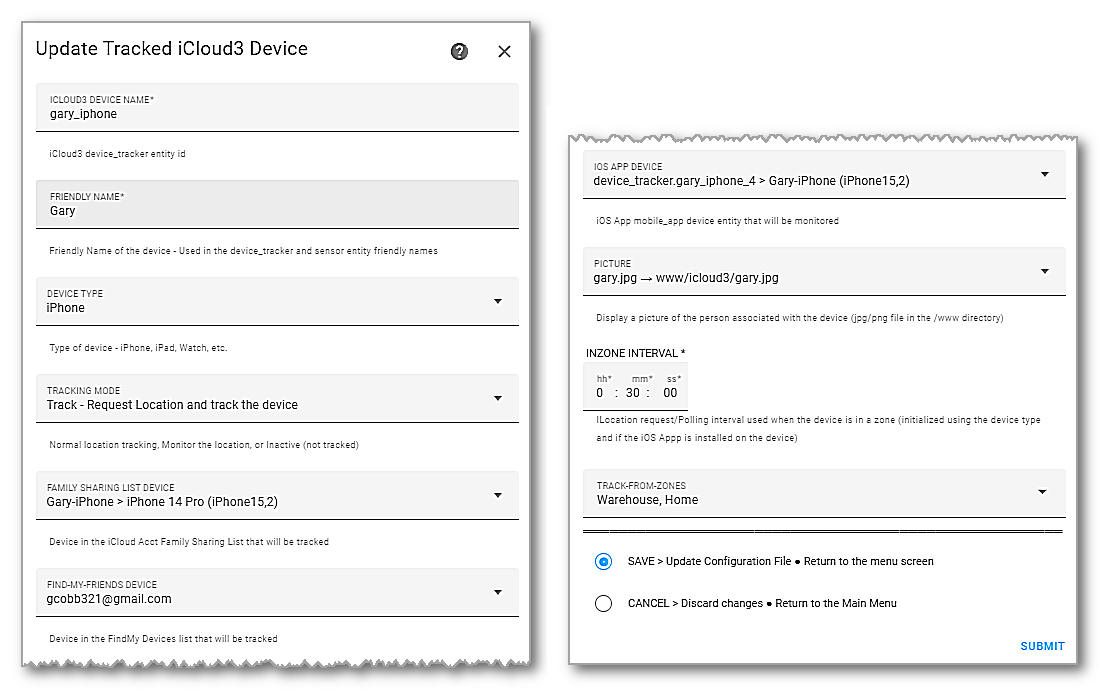 Update Tracked iCloud3 Device
ICLOUD3 DEVICE NAME*
gary_iphone
iCloud3 device_tracker entity id
FRIENDLY NAME*
Gary
Friendly Name of the device - Used in the device_tracker and sensor entity friendly names
DEVICE TYPE
iPhone
Type of device - iPhone, iPad, Watch, etc.
TRACKING MODE
Track - Request Location and track the device
Normal location tracking, Monitor the location, or Inactive (not tracked)
FAMILY SHARING LIST DEVICE
Gary-iPhone > iPhone 14 Pro (iPhone15,2)
Device in the iCloud Acct Family Sharing List that will be tracked
FIND-MY-FRIENDS DEVICE
gcobb321@gmail.com
Device in the FindMy Devices list that will be tracked
IOS APP DEVICE
device_tracker.gary_iphone_4 > Gary-iPhone (iPhone15,2)
iOS App mobile_app device entity that will be monitored
PICTURE
gary.jpg → www/icloud3/gary.jpg
Display a picture of the person associated with the device (jpg/png file in the /www directory)
INZONE INTERVAL *
hh* mm* ss*
0 : 30 : 00
ILocation request/Polling interval used when the device is in a zone (initialized using the device type
and if the iOS Appp is installed on the device)
TRACK-FROM-ZONES
Warehouse, Home
SAVE > Update Configuration File ● Return to the menu screen
CANCEL > Discard changes ● Return to the Main Menu
SUBMIT